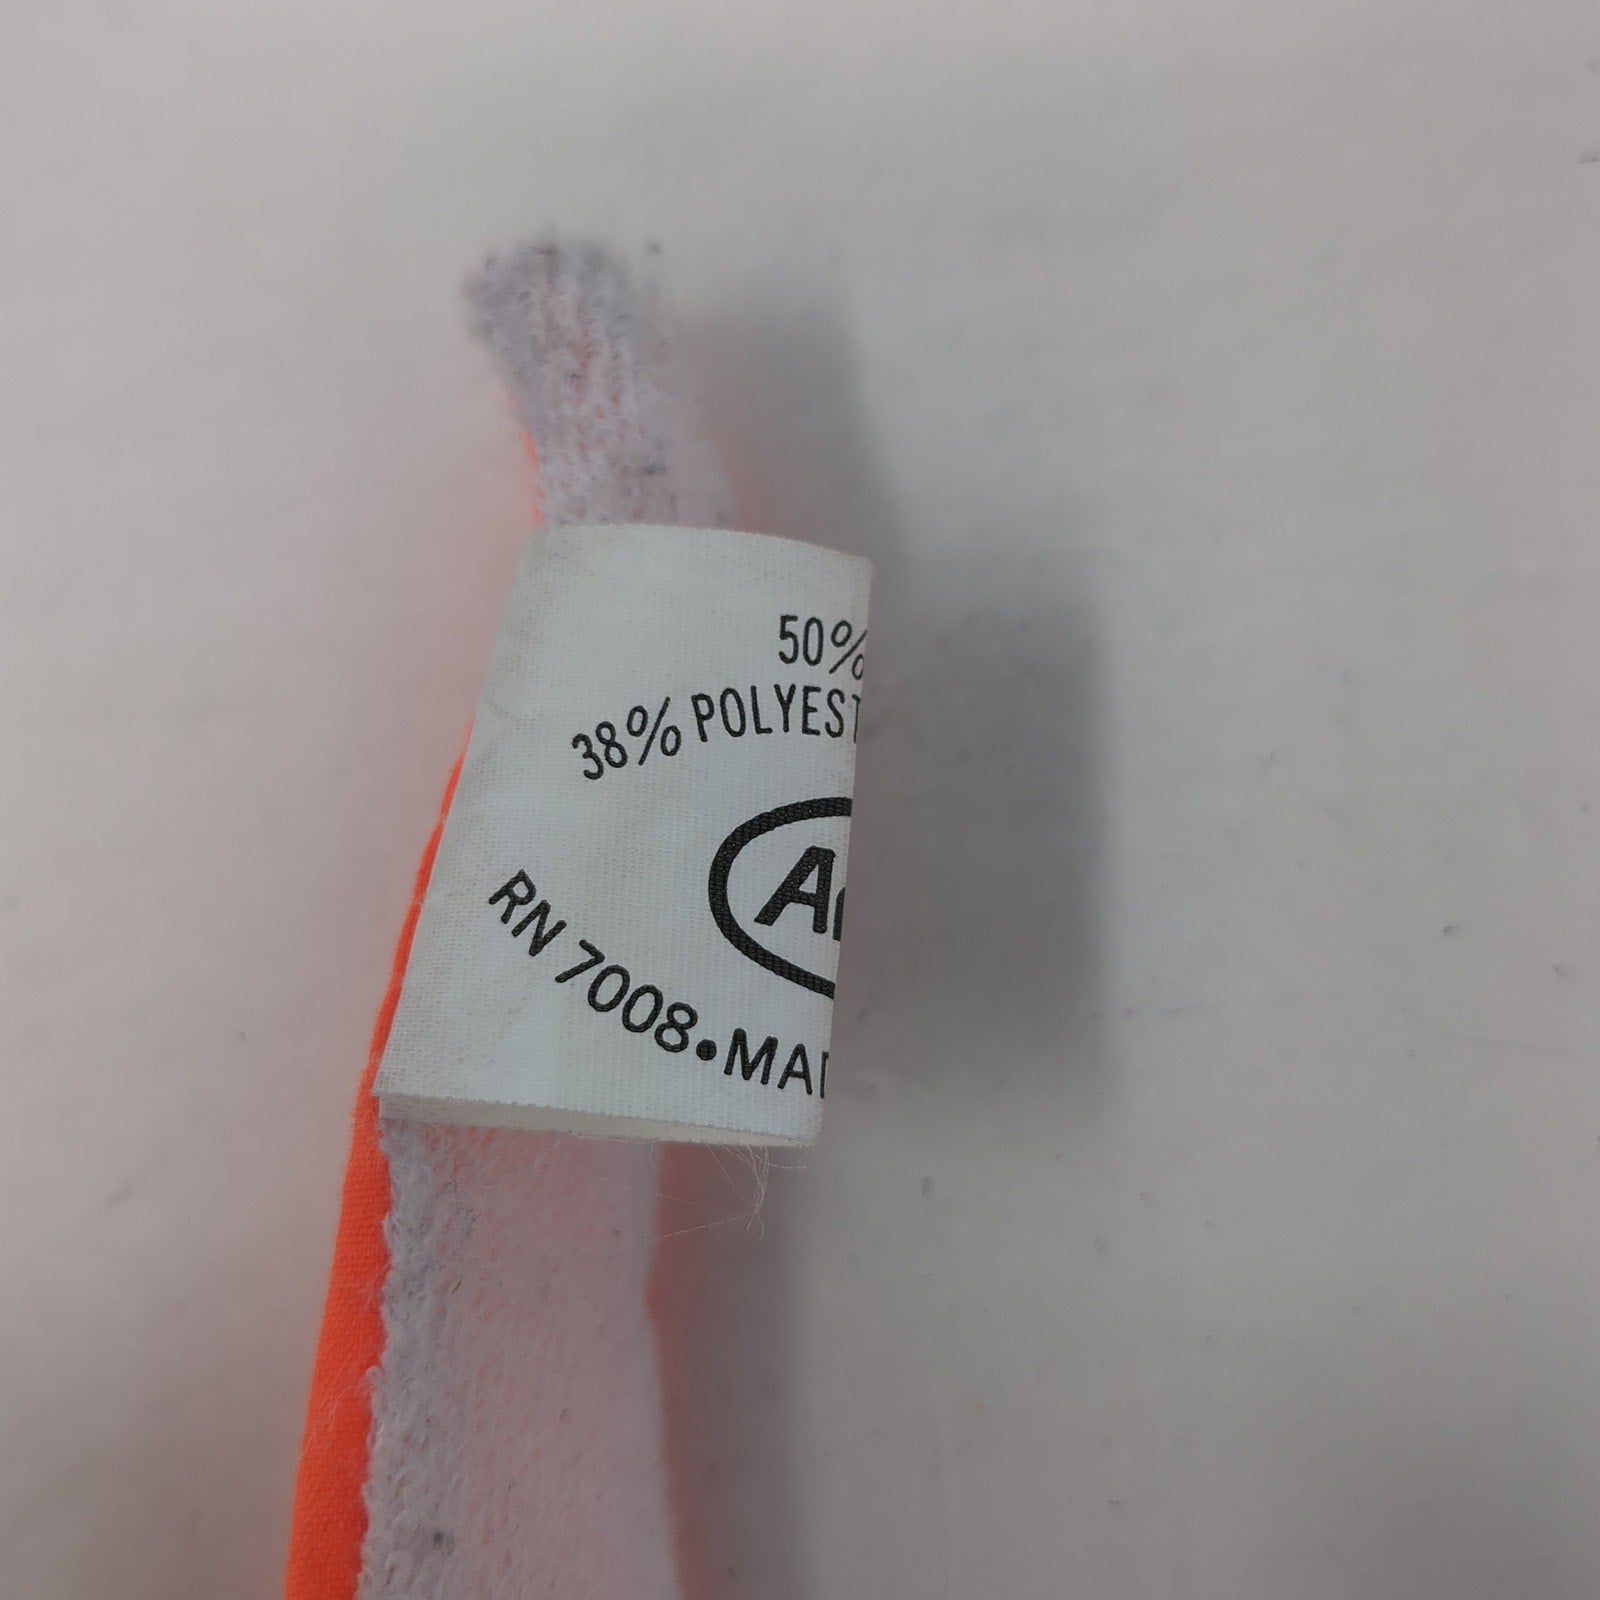 50%
38% POLYEST
A
RN 7008•MAD